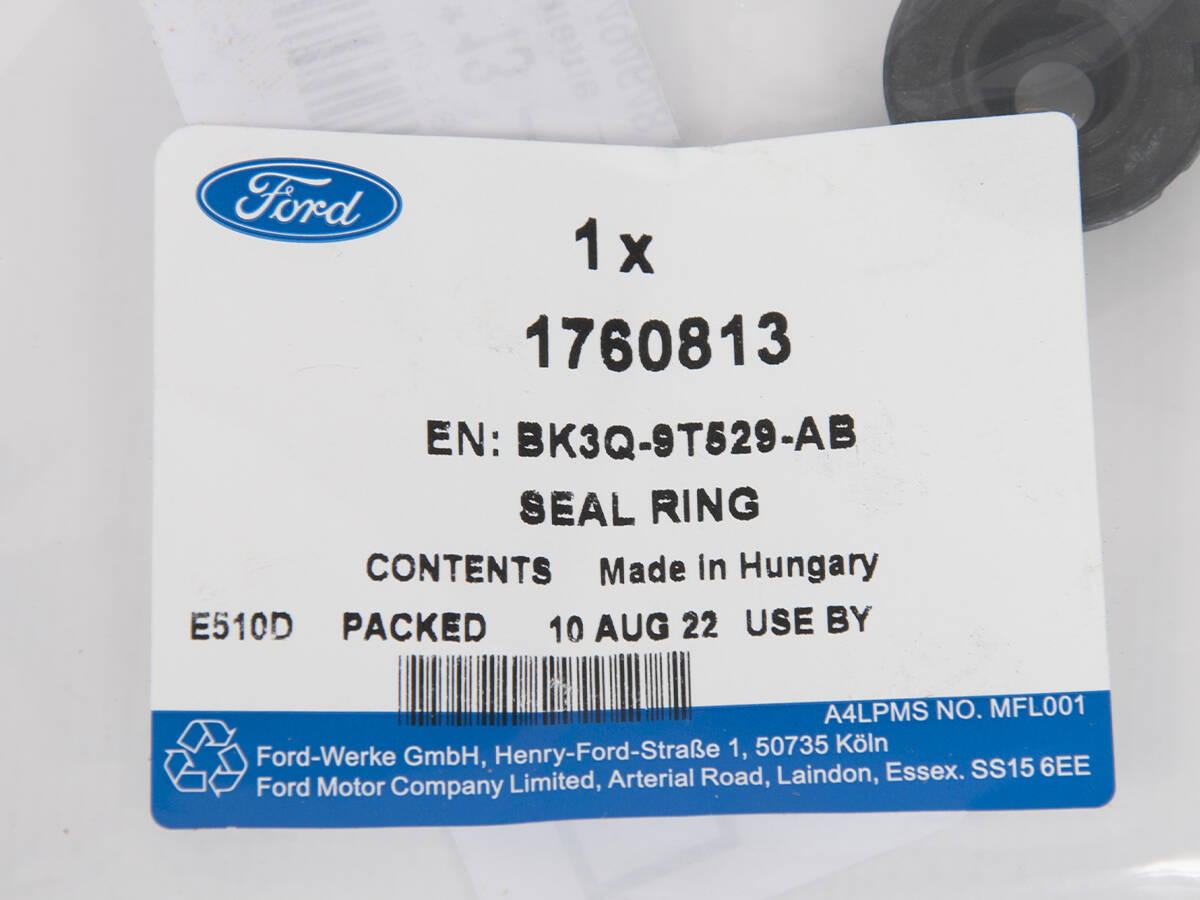 * 13
Ford
1 x
1760813
EN: BK3Q-9T529-AB
SEAL RING
CONTENTS Made in Hungary
E510D PACKED 10 AUG 22 USE BY
A4LPMS NO. MFL001
Ford-Werke GmbH, Henry-Ford-Straße 1, 50735 Köln
Ford Motor Company Limited, Arterial Road, Laindon, Essex. SS15 6EE